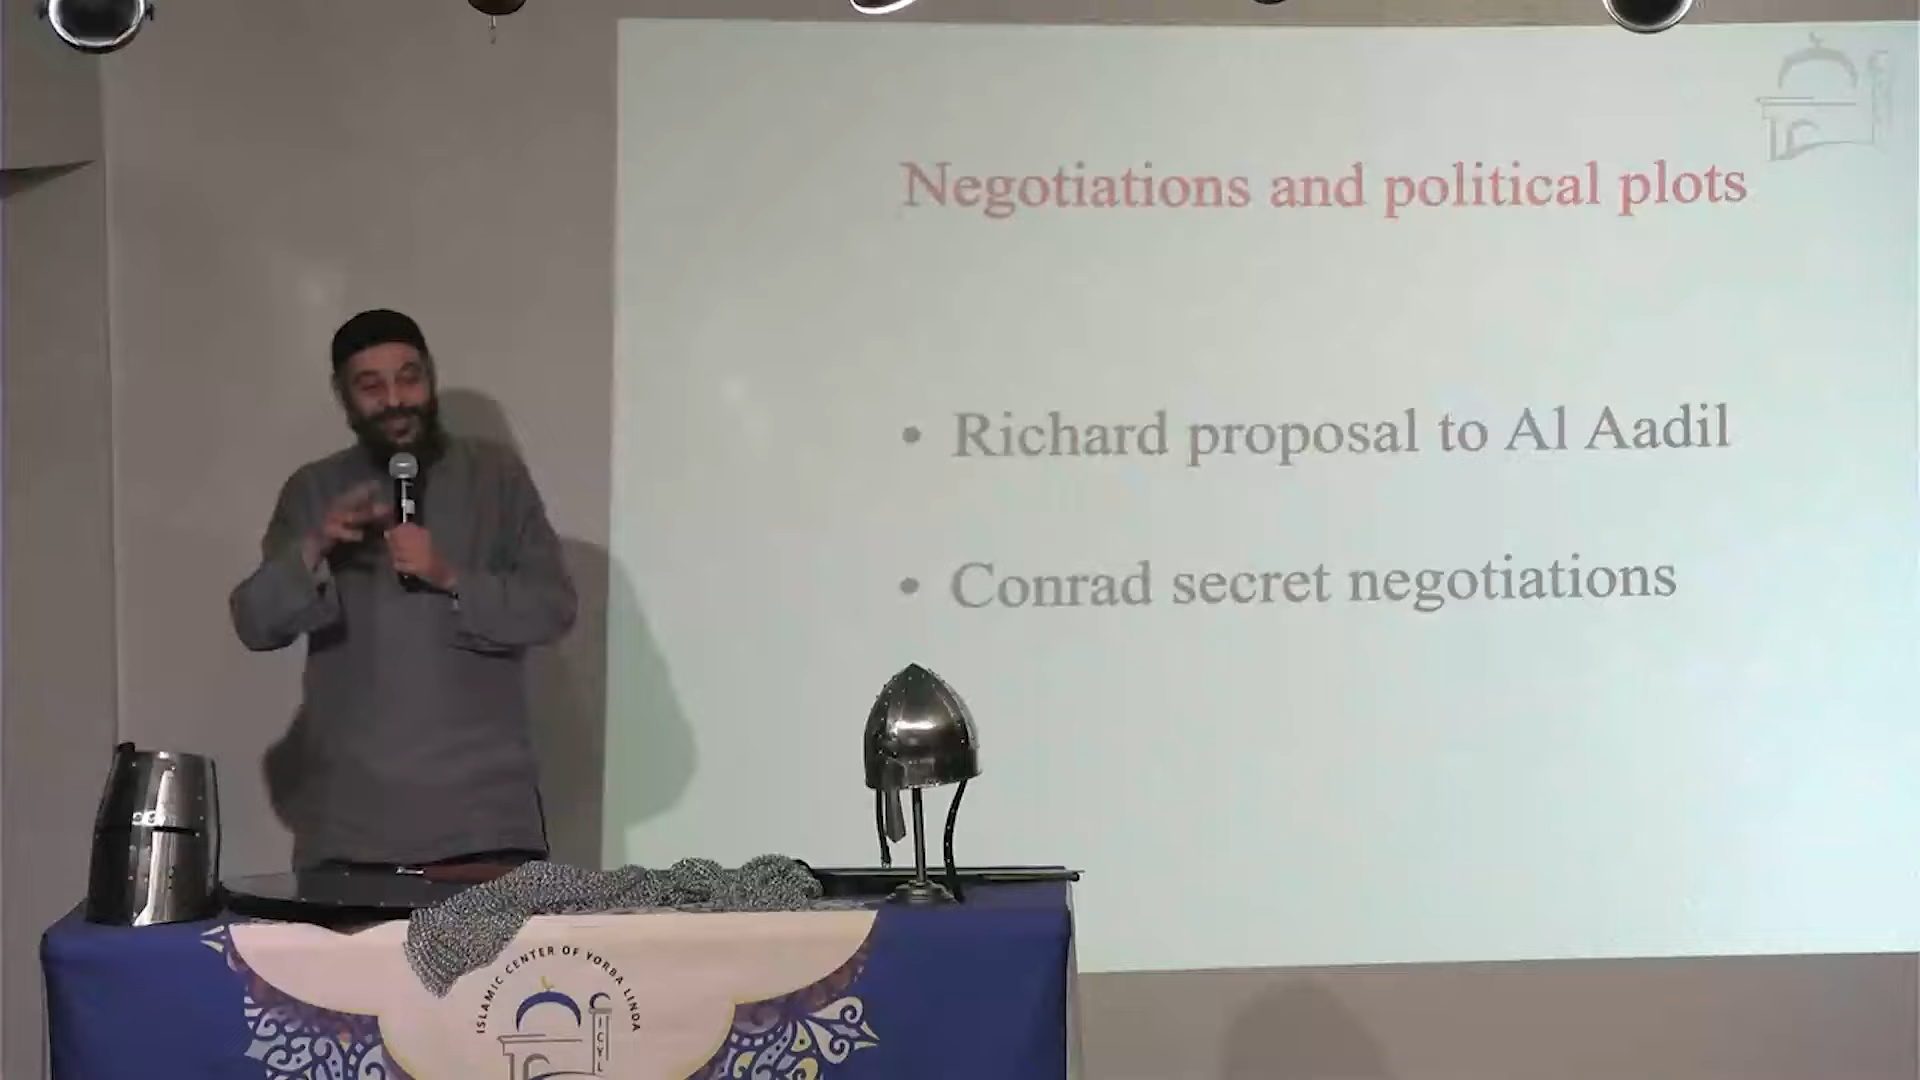 Negotiations and political plots
• Richard proposal to Al Aadil
• Conrad secret negotiations
ISLAMIC CENTER OF YORBA LINDA
ICYL